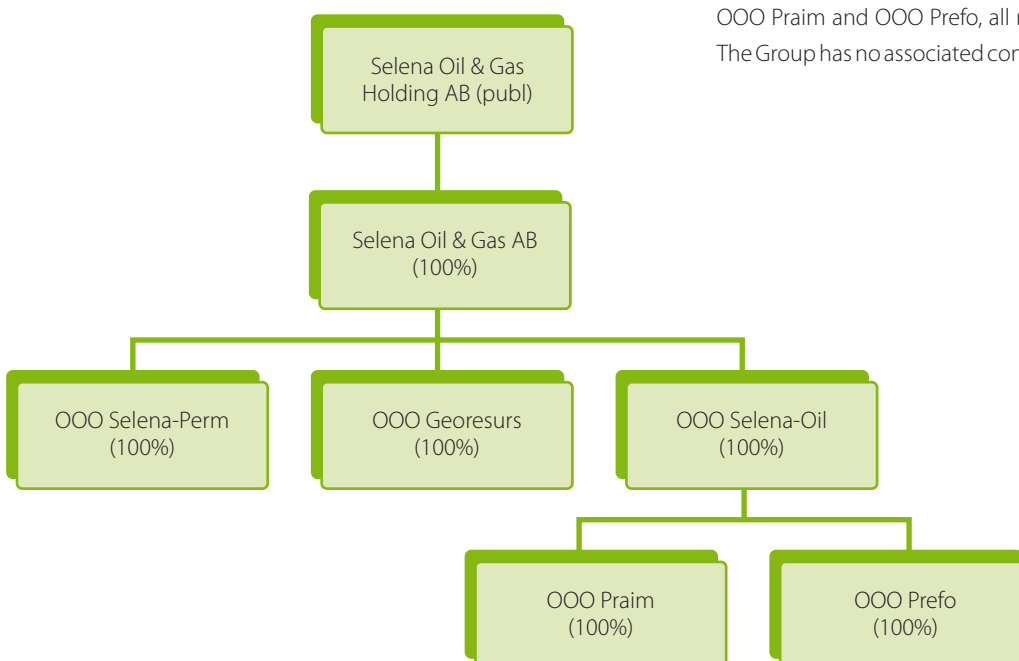 OOO Praim and OOO Prefo, all
The Group has no associated
Selena Oil & Gas
Holding AB (publ)
Selena Oil & Gas AB
(100%)
OOO Selena-Perm
(100%)
OOO Georesurs
(100%)
OOO Selena-Oil
(100%)
OOO Praim
(100%)
OOO Prefo
(100%)